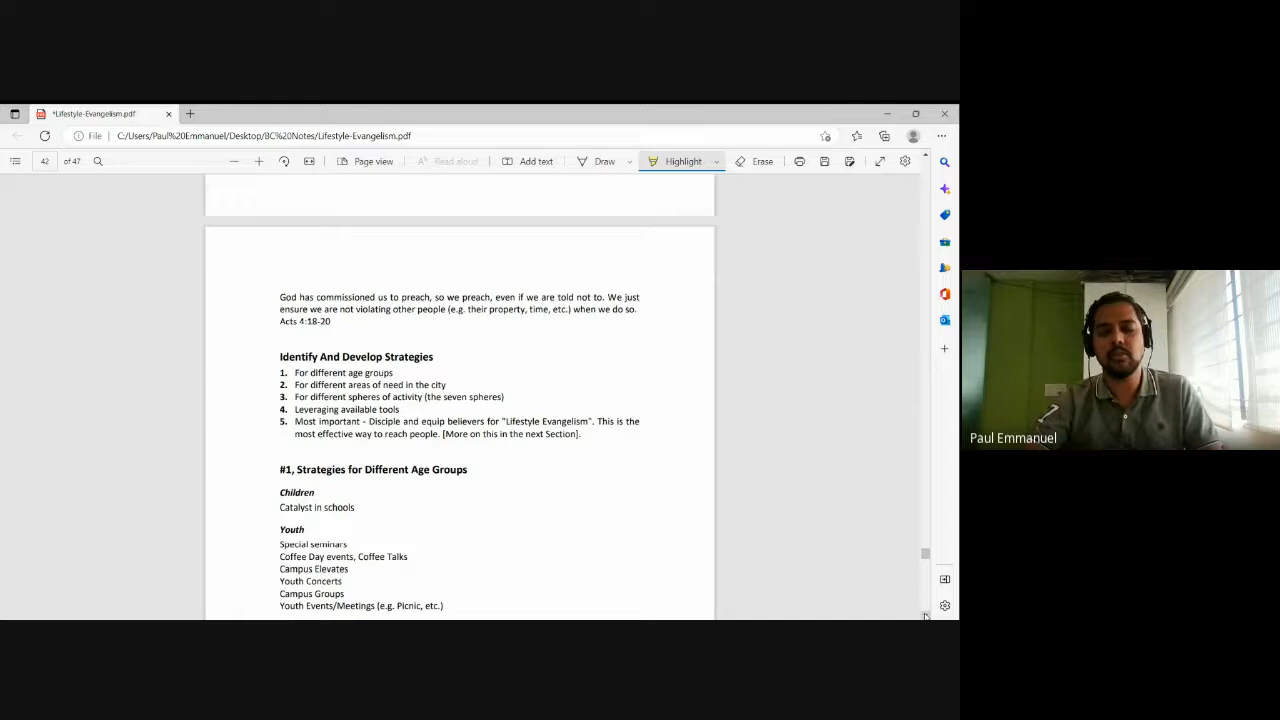 *Lifestyle-Evangelism.pdf
File
C:/Users/Paul%20Emmanuel/Desktop/BC%20Notes/Lifestyle-Evangelism.pdf
42 of 47
Page view
Read aloud
Add text
Draw
Highlight
Erase
God has commissioned us to preach, so we preach, even if we are told not to. We just
ensure we are not violating other people (e.g. their property, time, etc.) when we do so.
Acts 4:18-20
Identify And Develop Strategies
1. For different age groups
2. For different areas of need in the city
3. For different spheres of activity (the seven spheres)
4. Leveraging available tools
5. Most important - Disciple and equip believers for "Lifestyle Evangelism". This is the
most effective way to reach people. [More on this in the next Section].
#1, Strategies for Different Age Groups
Children
Catalyst in schools
Youth
Special seminars
Coffee Day events, Coffee Talks
Campus Elevates
Youth Concerts
Campus Groups
Youth Events/Meetings (e.g. Picnic, etc.)
Paul Emmanuel